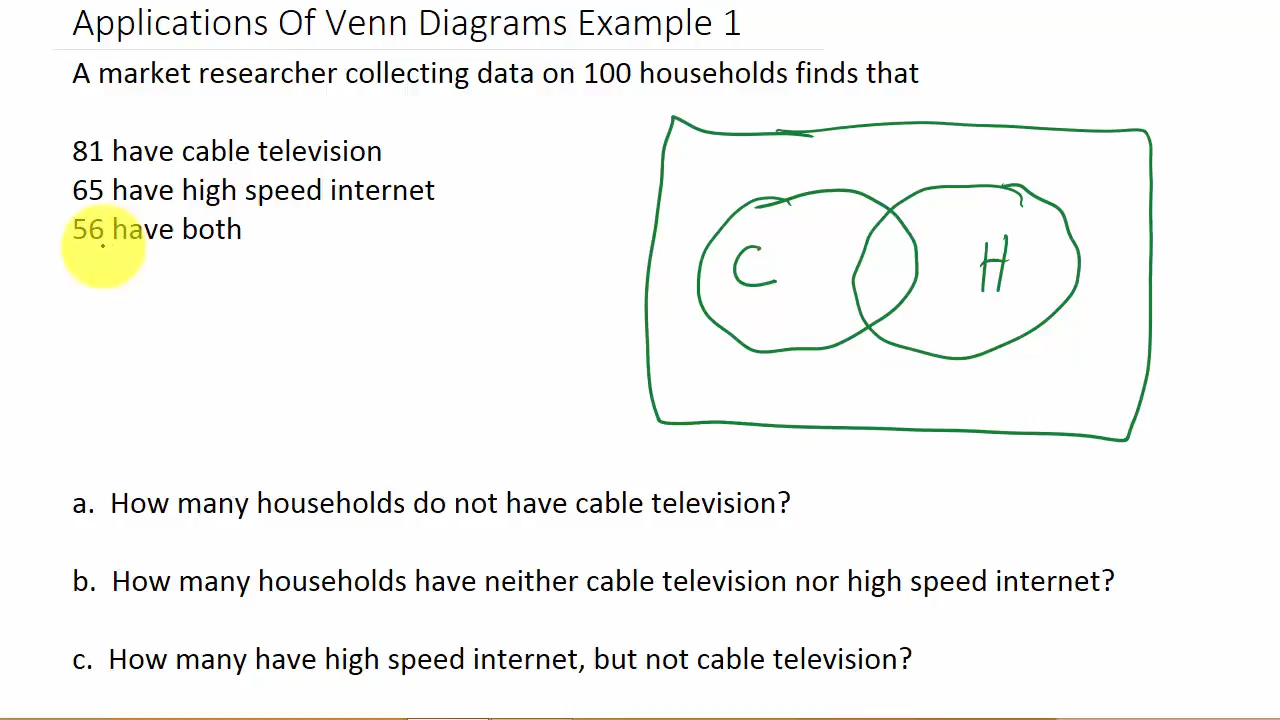 Applications Of Venn Diagrams Example 1
A market researcher collecting data on 100 households finds that
81 have cable television
65 have high speed internet
56 have both
C
H
a. How many households do not have cable television?
b. How many households have neither cable television nor high speed internet?
c. How many have high speed internet, but not cable television?